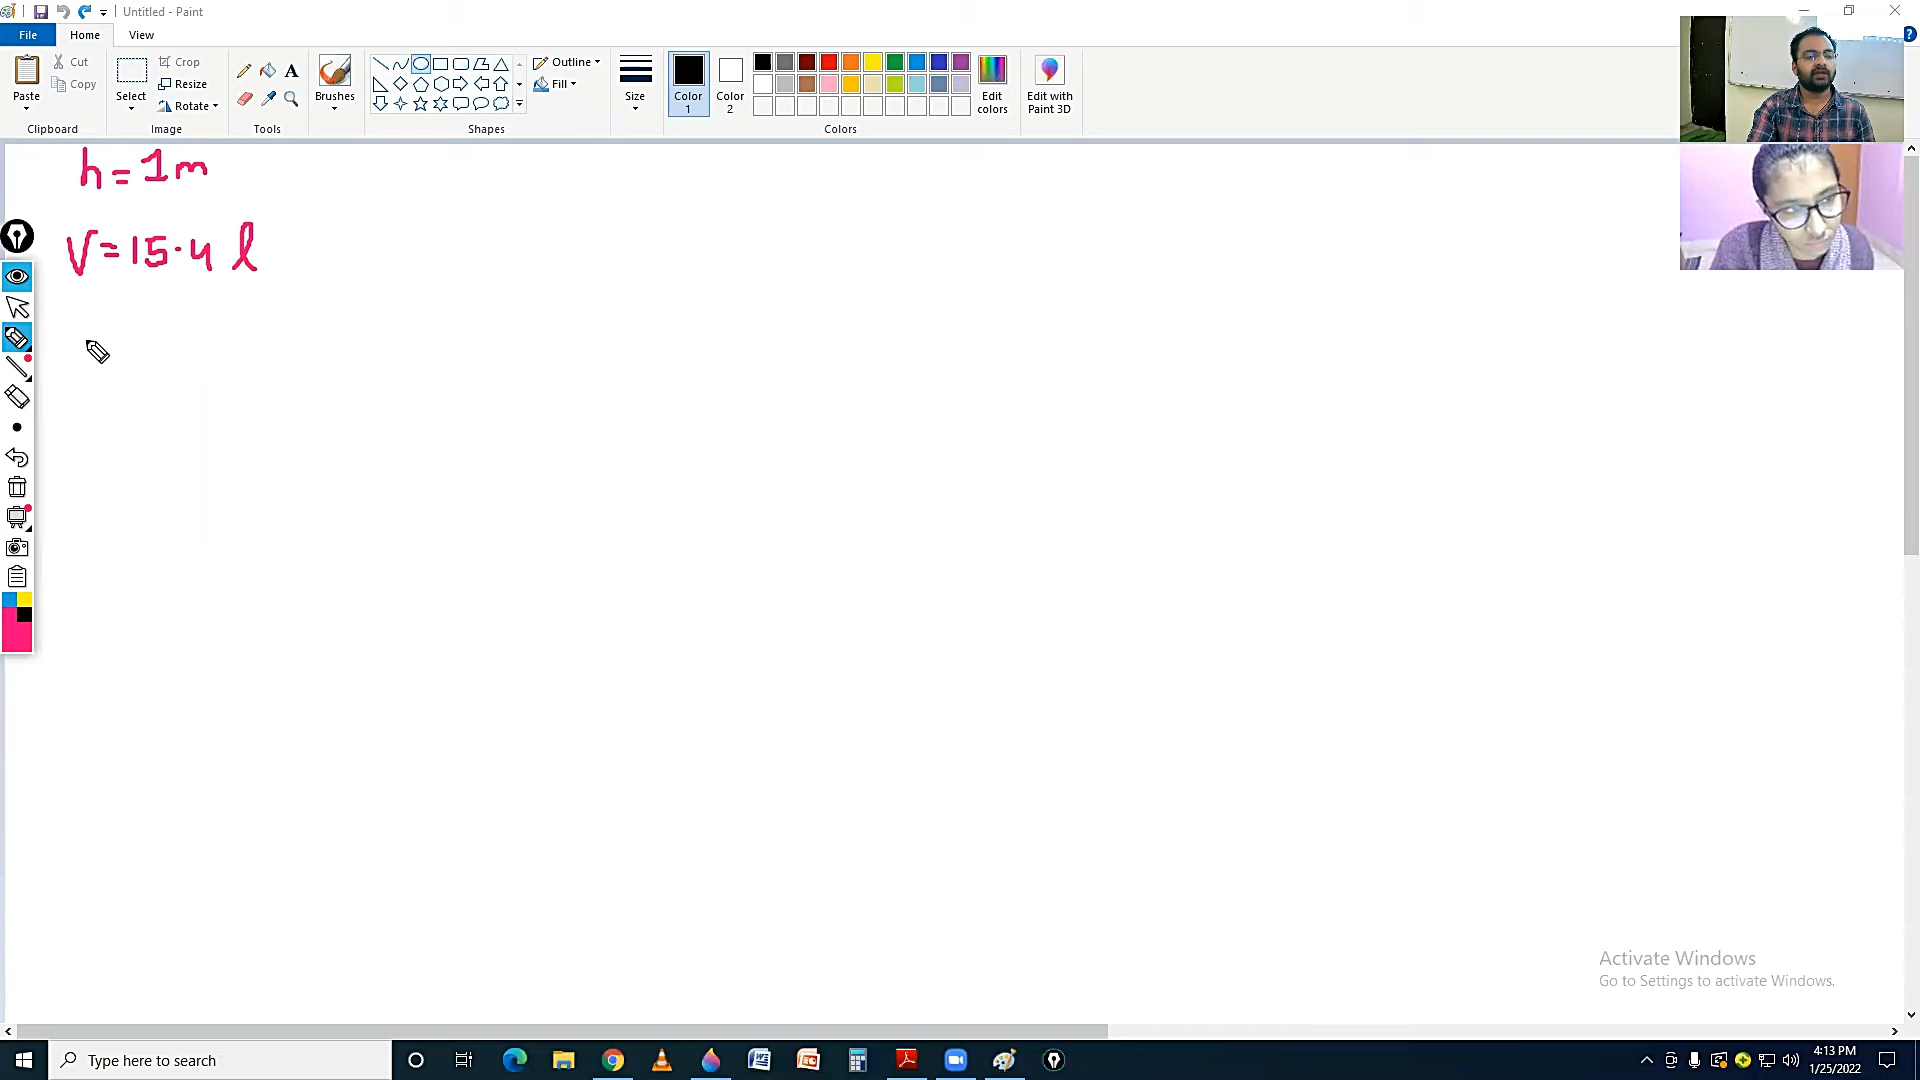 Untitled - Paint
File Home View
Paste
Cut
Copy
Clipboard
Select
Crop
Resize
Rotate
Image
A
Tools
Brushes
Shapes
Outline
Fill
Size
Color 1
Color 2
Edit colors
Colors
Edit with Paint 3D
?
h = 1 m
V = 15.4 l
Activate Windows
Go to Settings to activate Windows.
Type here to search
4:13 PM
1/25/2022